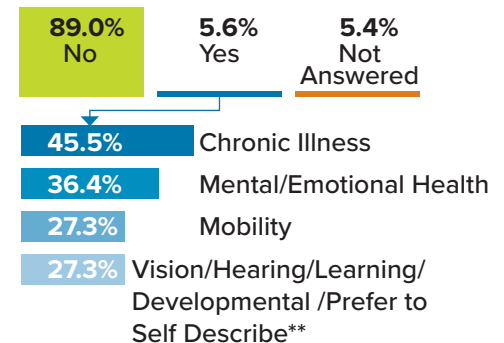 89.0% 5.6% 5.4%
No Yes Not
Answered
45.5% Chronic Illness
36.4% Mental/Emotional Health
27.3% Mobility
27.3% Vision/Hearing/Learning/
Developmental /Prefer to
Self Describe**